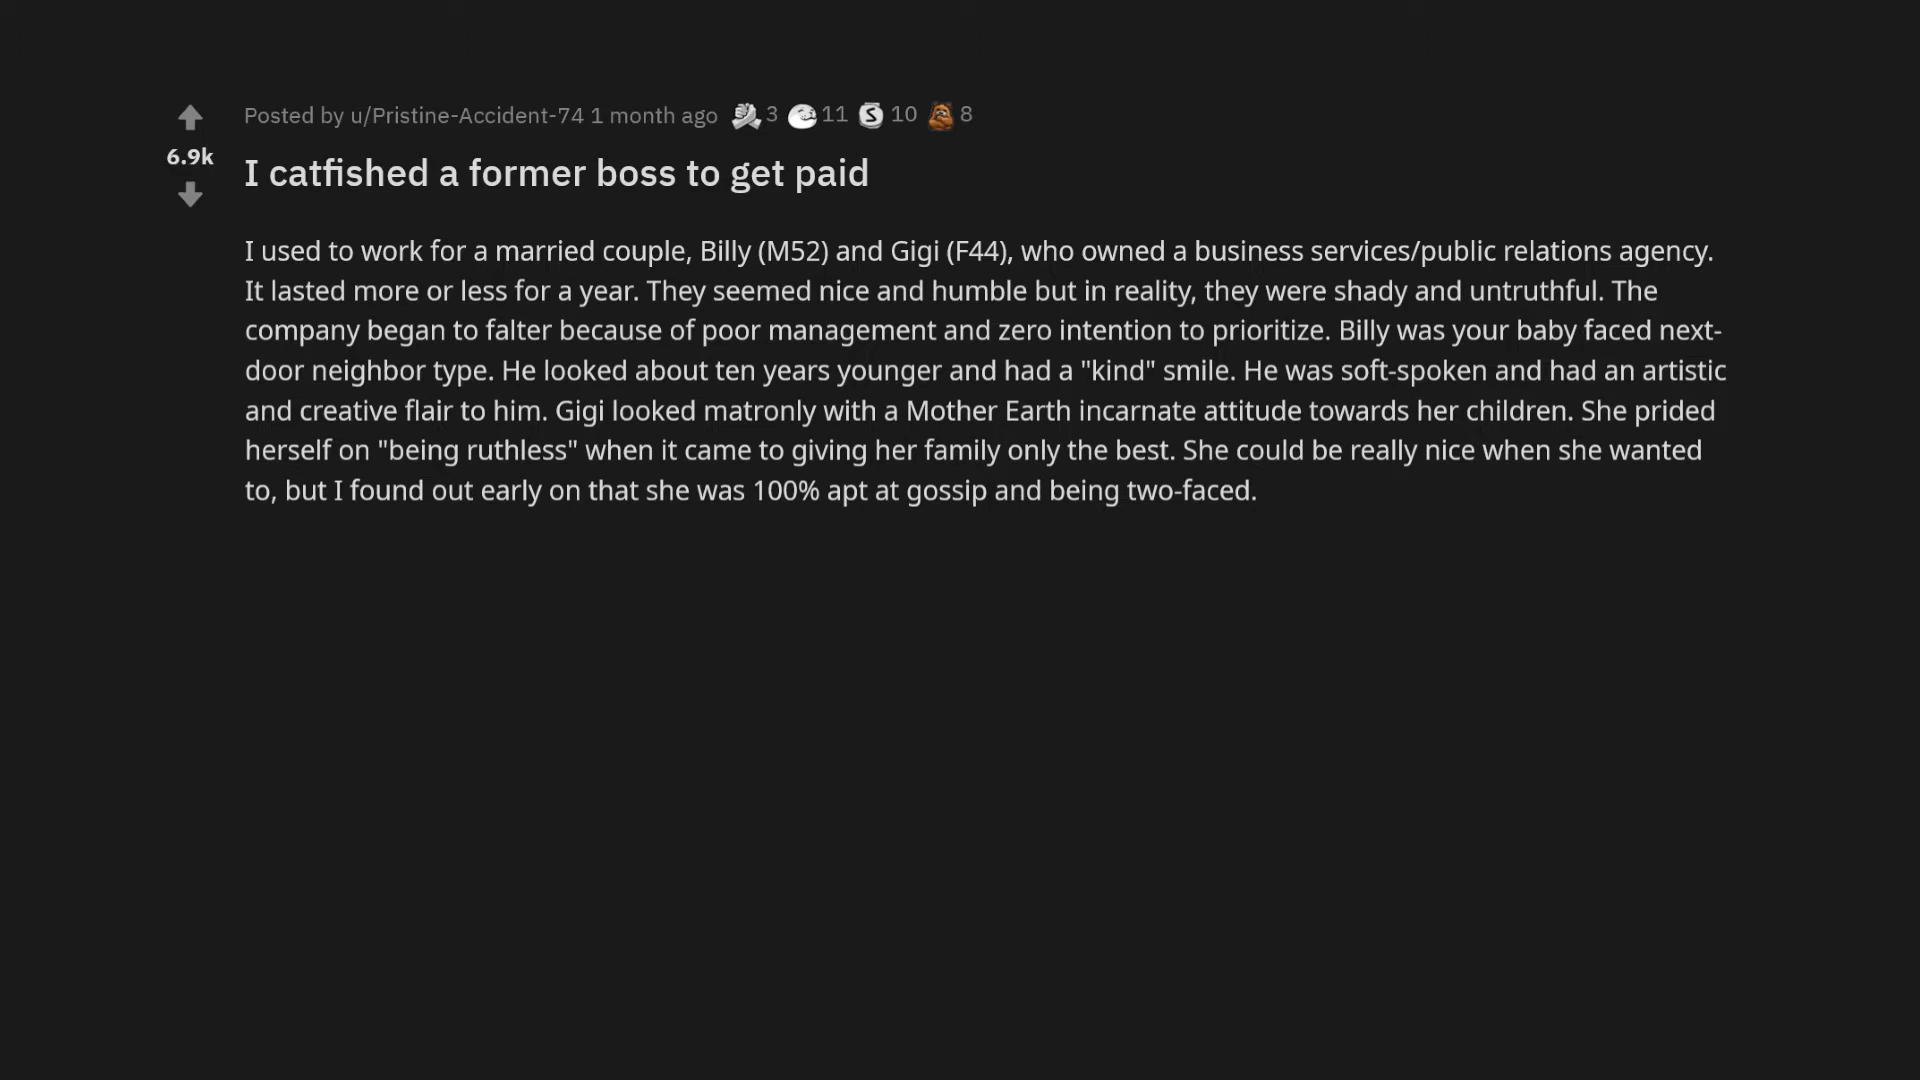 Posted by u/Pristine-Accident-74 1 month ago 3 11 S 10 8
6.9k
I catfished a former boss to get paid
I used to work for a married couple, Billy (M52) and Gigi (F44), who owned a business services/public relations agency.
It lasted more or less for a year. They seemed nice and humble but in reality, they were shady and untruthful. The
company began to falter because of poor management and zero intention to prioritize. Billy was your baby faced next-
door neighbor type. He looked about ten years younger and had a "kind" smile. He was soft-spoken and had an artistic
and creative flair to him. Gigi looked matronly with a Mother Earth incarnate attitude towards her children. She prided
herself on "being ruthless" when it came to giving her family only the best. She could be really nice when she wanted
to, but I found out early on that she was 100% apt at gossip and being two-faced.